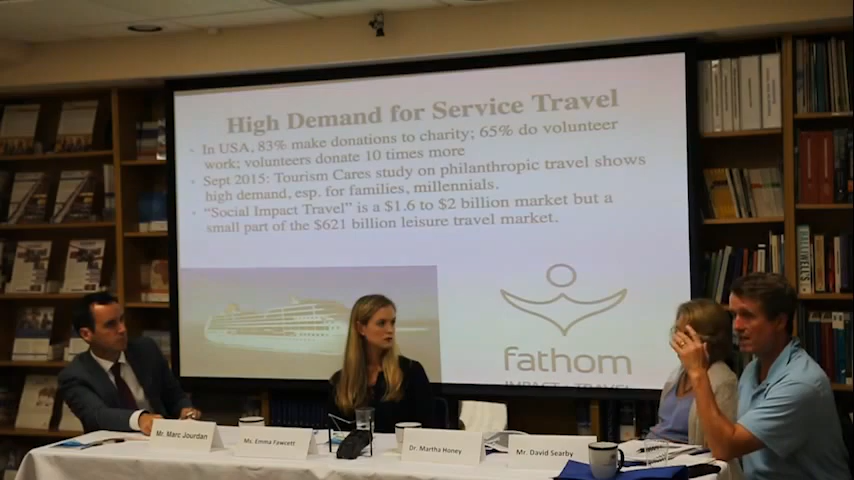 High Demand for Service Travel
• In USA, 83% make donations to charity; 65% do volunteer
work; volunteers donate 10 times more
• Sept 2015: Tourism Cares study on philanthropic travel shows
high demand, esp. for families, millennials.
• “Social Impact Travel” is a $1.6 to $2 billion market but a
small part of the $621 billion leisure travel market.
fathom
IMPACT + TRAVEL
Mr. Marc Jourdan
Ms. Emma Fawcett
Dr. Martha Honey
Mr. David Searby